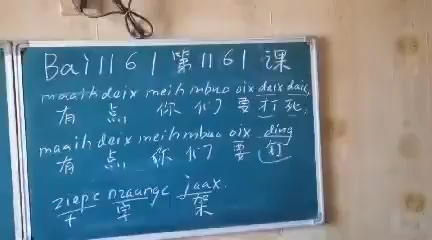 Bai 1161 第1161课
maaih deix meih mbuo oix daix daic,
有 点 你 们 要 打 死,
maaih deix meih mbuo oix ding
有 点 你 们 要 钉
ziepc nzaangc jaax.
十 字 架